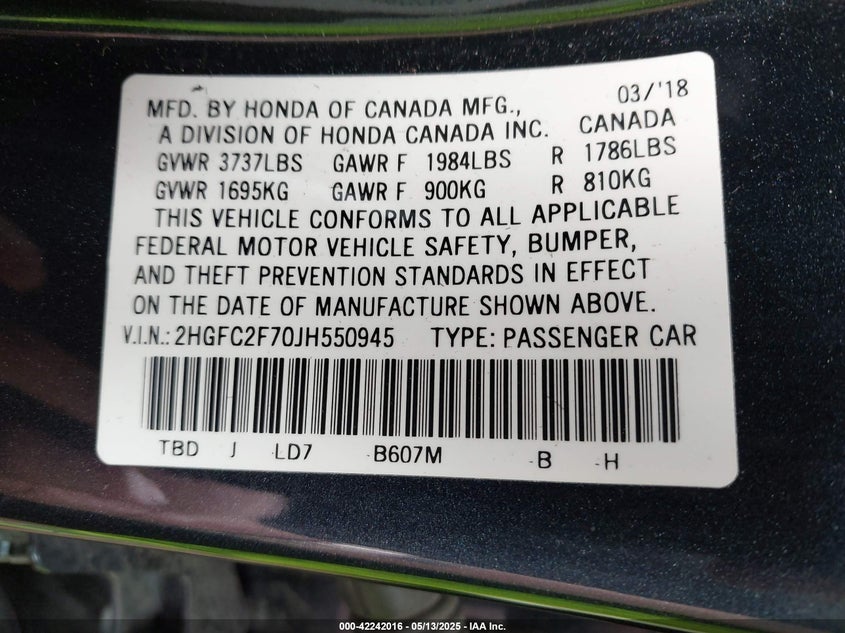 03/'18
MFD. BY HONDA OF CANADA MFG.,
A DIVISION OF HONDA CANADA INC. CANADA
GVWR 3737LBS GAWR F 1984LBS R 1786LBS
GVWR 1695KG GAWR F 900KG R 810KG
THIS VEHICLE CONFORMS TO ALL APPLICABLE
FEDERAL MOTOR VEHICLE SAFETY, BUMPER,
AND THEFT PREVENTION STANDARDS IN EFFECT
ON THE DATE OF MANUFACTURE SHOWN ABOVE.
V.I.N.: 2HGFC2F70JH550945 TYPE: PASSENGER CAR
TBD J -LD7 -B607M -B -H
000-42242016 - 05/13/2025 - IAA Inc.